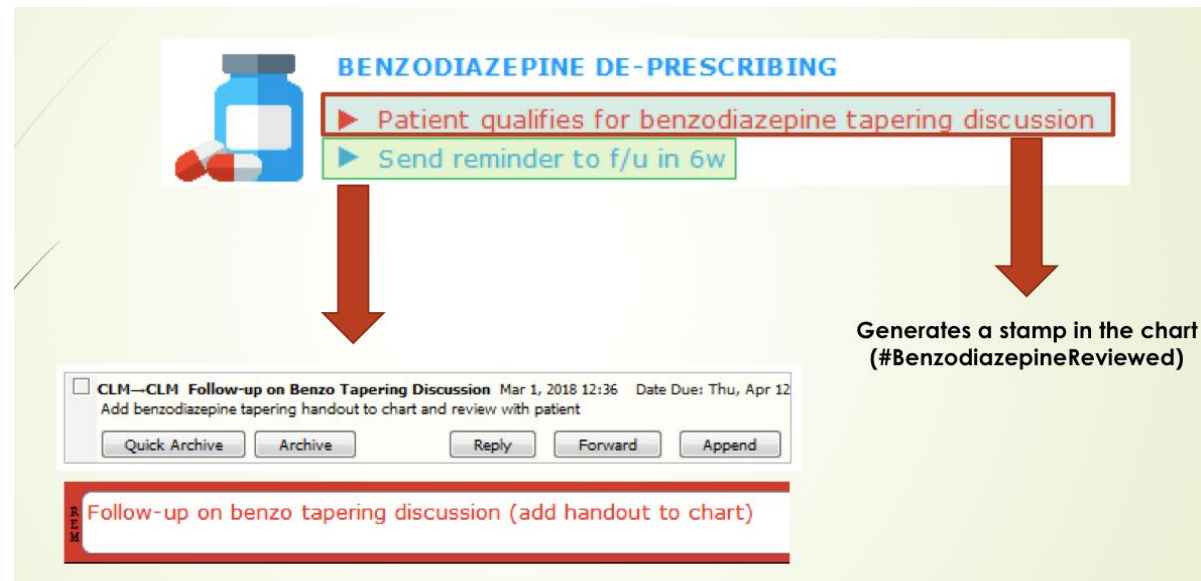 BENZODIAZEPINE DE-PRESCRIBING
Patient qualifies for benzodiazepine tapering discussion
Send reminder to f/u in 6w
Generates a stamp in the chart
(#BenzodiazepineReviewed)
CLM→CLM Follow-up on Benzo Tapering Discussion Mar 1, 2018 12:36 Date Due: Thu, Apr 12
Add benzodiazepine tapering handout to chart and review with patient
Quick Archive Archive Reply Forward Append
REM
Follow-up on benzo tapering discussion (add handout to chart)